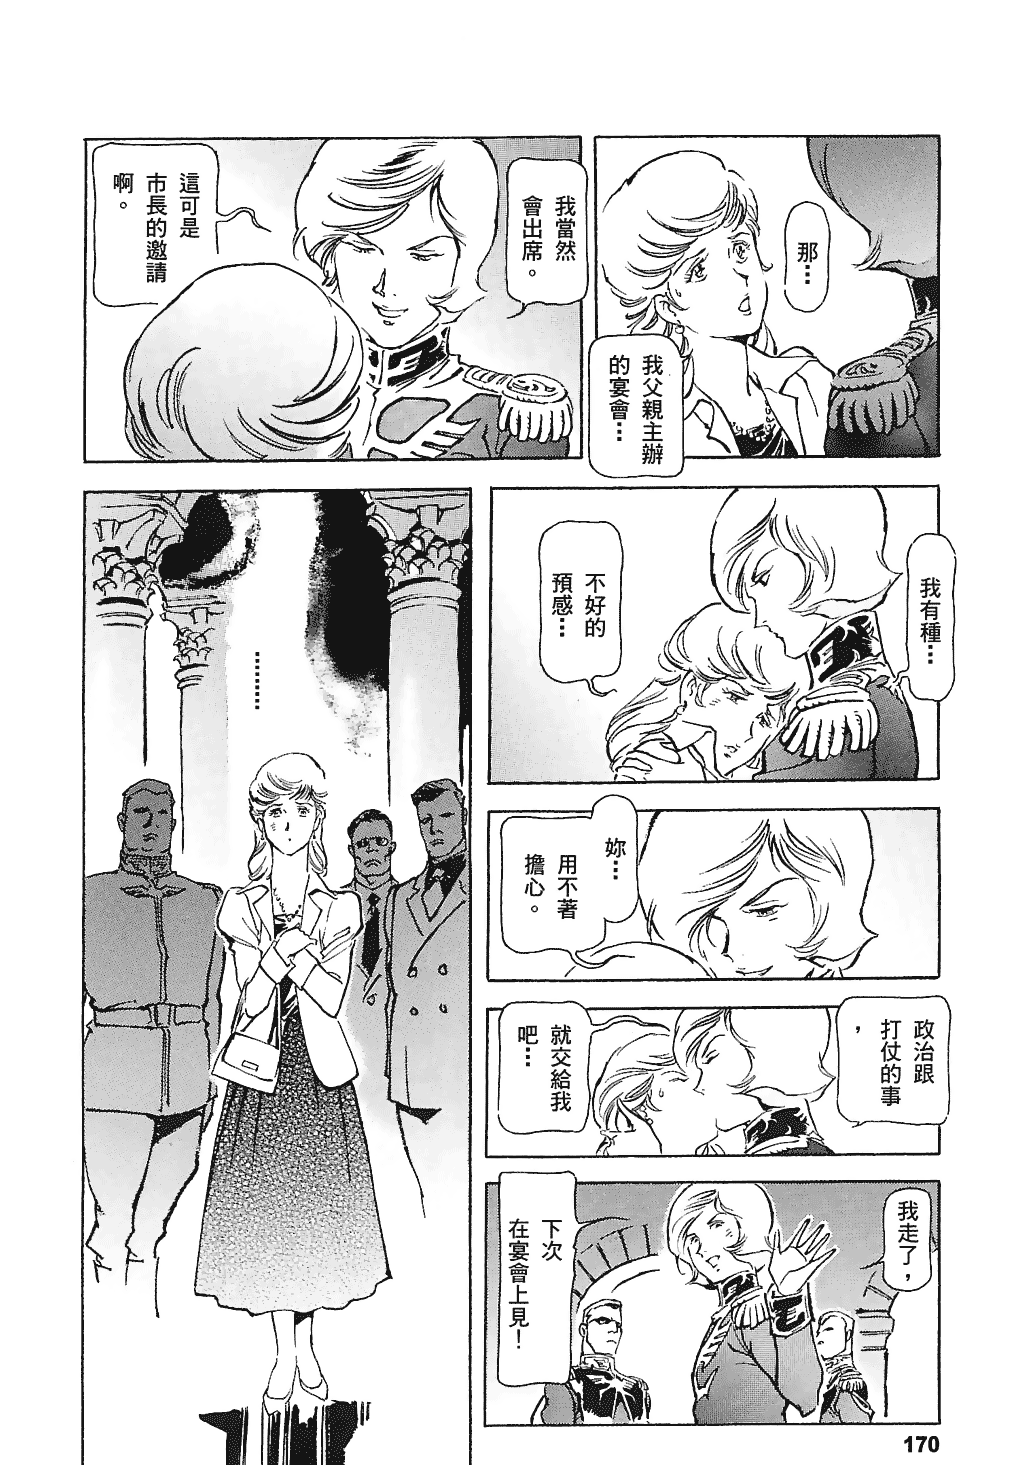 那…
我父親主辦
的宴會…
我當然
會出席。
這可是
市長的邀請
啊。
我有種…
不好的
預感…
妳…
用不著
擔心。
政治跟
打仗的事
，
就交給我
吧…
我走了，
下次
在宴會上見！
………
170